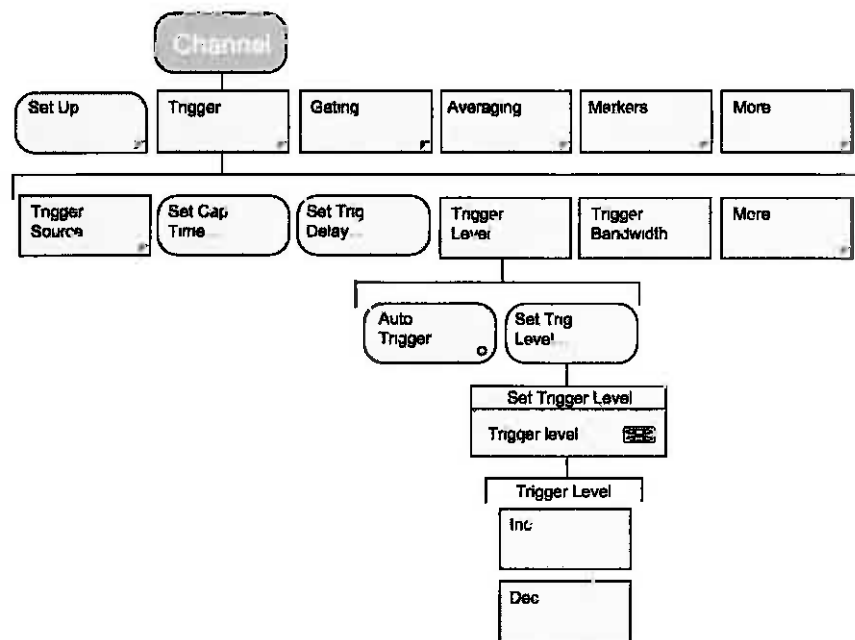 Channel
Set Up
Trigger
Gating
Averaging
Markers
More
Trigger
Source
Set Cap
Time...
Set Trig
Delay...
Trigger
Level
Trigger
Bandwidth
More
Auto
Trigger
Set Trig
Level...
Set Trigger Level
Trigger level
Trigger Level
Inc
Dec